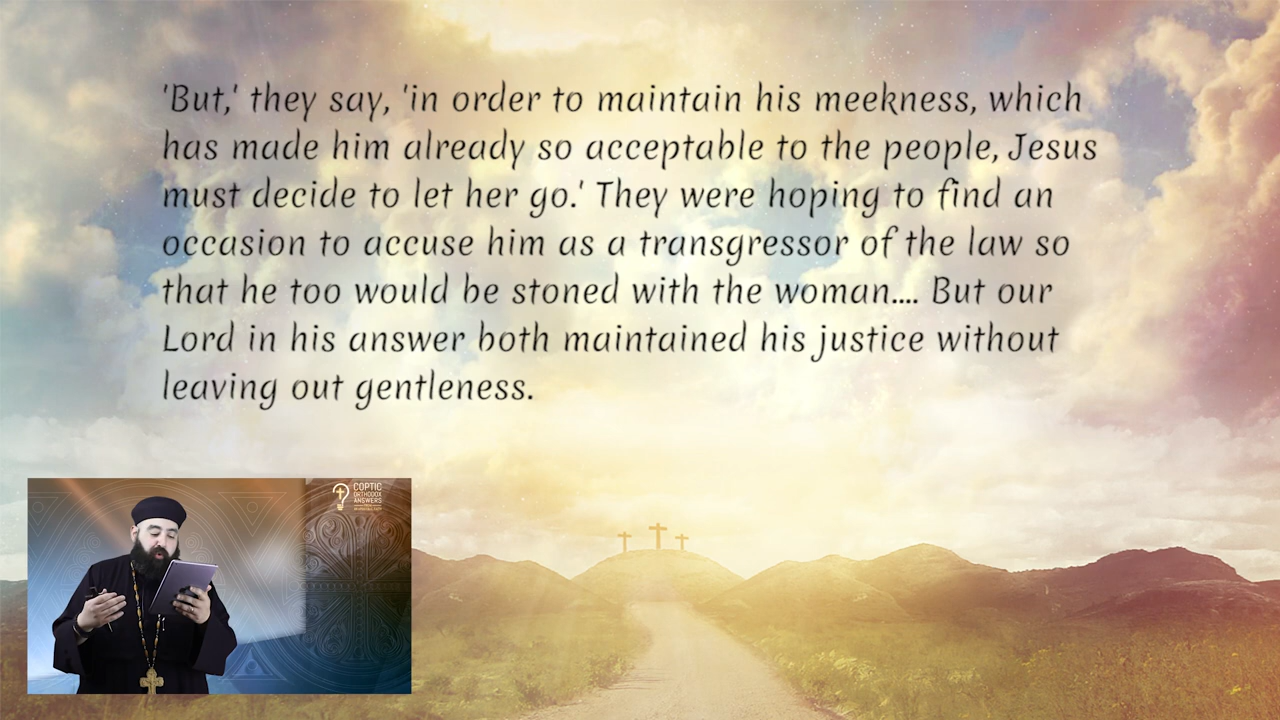 'But,' they say, 'in order to maintain his meekness, which
has made him already so acceptable to the people, Jesus
must decide to let her go.' They were hoping to find an
occasion to accuse him as a transgressor of the law so
that he too would be stoned with the woman.... But our
Lord in his answer both maintained his justice without
leaving out gentleness.
COPTIC
ORTHODOX
ANSWERS